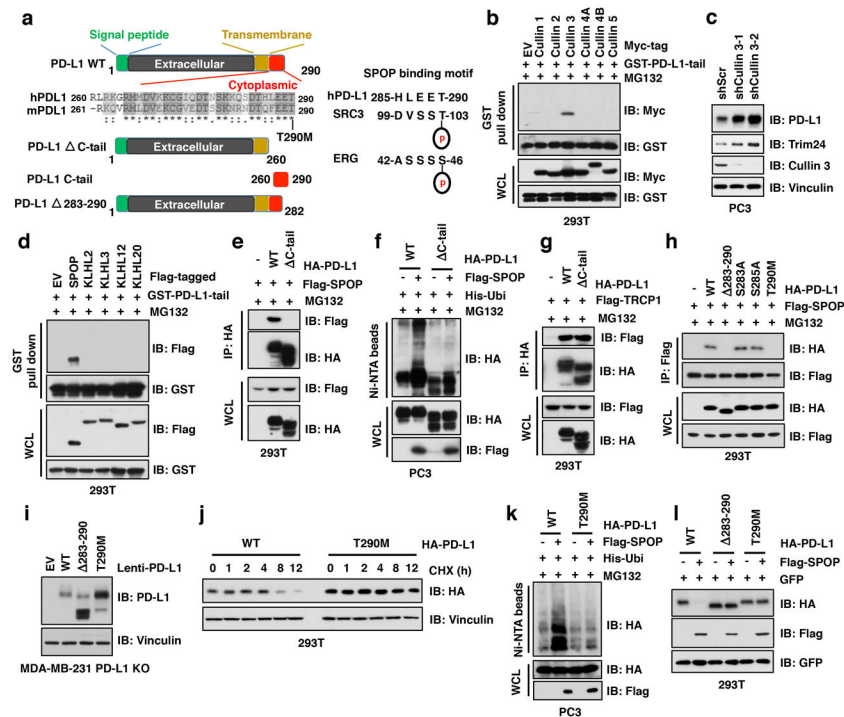 a
Signal peptide
Transmembrane
PD-L1 WT
Extracellular
1
290
Cytoplasmic
hPDL1 260 RLRKGRMMDVKKCGIQDTNSKKQSDTHLEET 290
mPDL1 261 RKQVRMLDVEKCGVEDTSSKNRNDTQFEET 290
T290M
PD-L1 Δ C-tail
Extracellular
1
260
PD-L1 C-tail
260
290
PD-L1 Δ 283-290
Extracellular
1
282
SPOP binding motif
hPD-L1 285-H L E E T-290
SRC3 99-D V S S T-103
p
ERG 42-A S S S S-46
p
b
EV
Cullin 1
Cullin 2
Cullin 3
Cullin 4A
Cullin 4B
Cullin 5
Myc-tag
+ + + + + + + GST-PD-L1-tail
+ + + + + + + MG132
GST
pull down
IB: Myc
IB: GST
WCL
IB: Myc
IB: GST
293T
c
shScr
shCullin 3-1
shCullin 3-2
IB: PD-L1
IB: Trim24
IB: Cullin 3
IB: Vinculin
PC3
d
EV
SPOP
KLHL2
KLHL3
KLHL12
KLHL20
Flag-tagged
+ + + + + + GST-PD-L1-tail
+ + + + + + MG132
GST
pull down
IB: Flag
IB: GST
WCL
IB: Flag
IB: GST
293T
e
- WT ΔC-tail HA-PD-L1
+ + + Flag-SPOP
+ + + MG132
IP: HA
IB: Flag
IB: HA
WCL
IB: Flag
IB: HA
293T
f
WT ΔC-tail HA-PD-L1
- + - + Flag-SPOP
+ + + + His-Ubi
+ + + + MG132
Ni-NTA beads
IB: HA
WCL
IB: HA
IB: Flag
PC3
g
- WT ΔC-tail HA-PD-L1
+ + + Flag-TRCP1
+ + + MG132
IP: HA
IB: Flag
IB: HA
WCL
IB: Flag
IB: HA
293T
h
- WT Δ283-290 S283A S285A T290M HA-PD-L1
+ + + + + + Flag-SPOP
+ + + + + + MG132
IP: Flag
IB: HA
IB: Flag
WCL
IB: HA
IB: Flag
293T
i
EV
WT
Δ283-290
T290M
Lenti-PD-L1
IB: PD-L1
IB: Vinculin
MDA-MB-231 PD-L1 KO
j
WT T290M HA-PD-L1
0 1 2 4 8 12 0 1 2 4 8 12 CHX (h)
IB: HA
IB: Vinculin
293T
k
WT T290M HA-PD-L1
- + - + Flag-SPOP
+ + + + His-Ubi
+ + + + MG132
Ni-NTA beads
IB: HA
WCL
IB: HA
IB: Flag
PC3
l
WT Δ283-290 T290M HA-PD-L1
- + - + - + Flag-SPOP
+ + + + + + GFP
IB: HA
IB: Flag
IB: GFP
293T